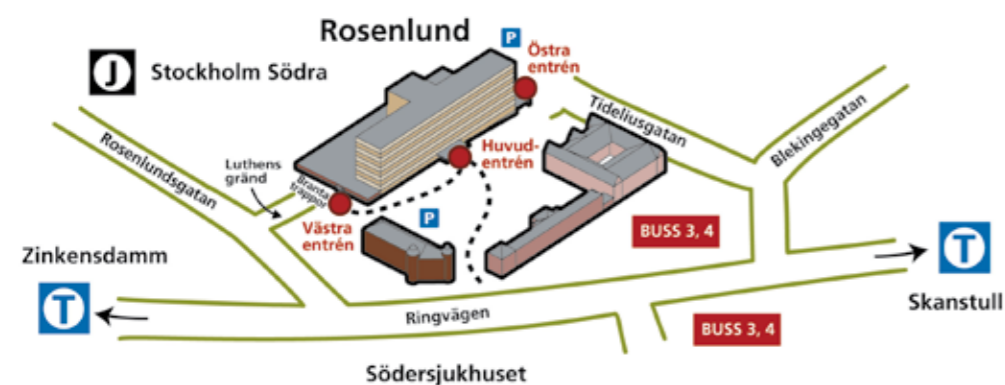 Rosenlund
P
Östra
entrén
J
Stockholm Södra
Tideliusgatan
Blekingegatan
Rosenlundsgatan
Luthens
gränd
Branta
trappor
Huvud-
entrén
Västra
entrén
P
BUSS 3, 4
Zinkensdamm
T
T
Skanstull
Ringvägen
BUSS 3, 4
Södersjukhuset